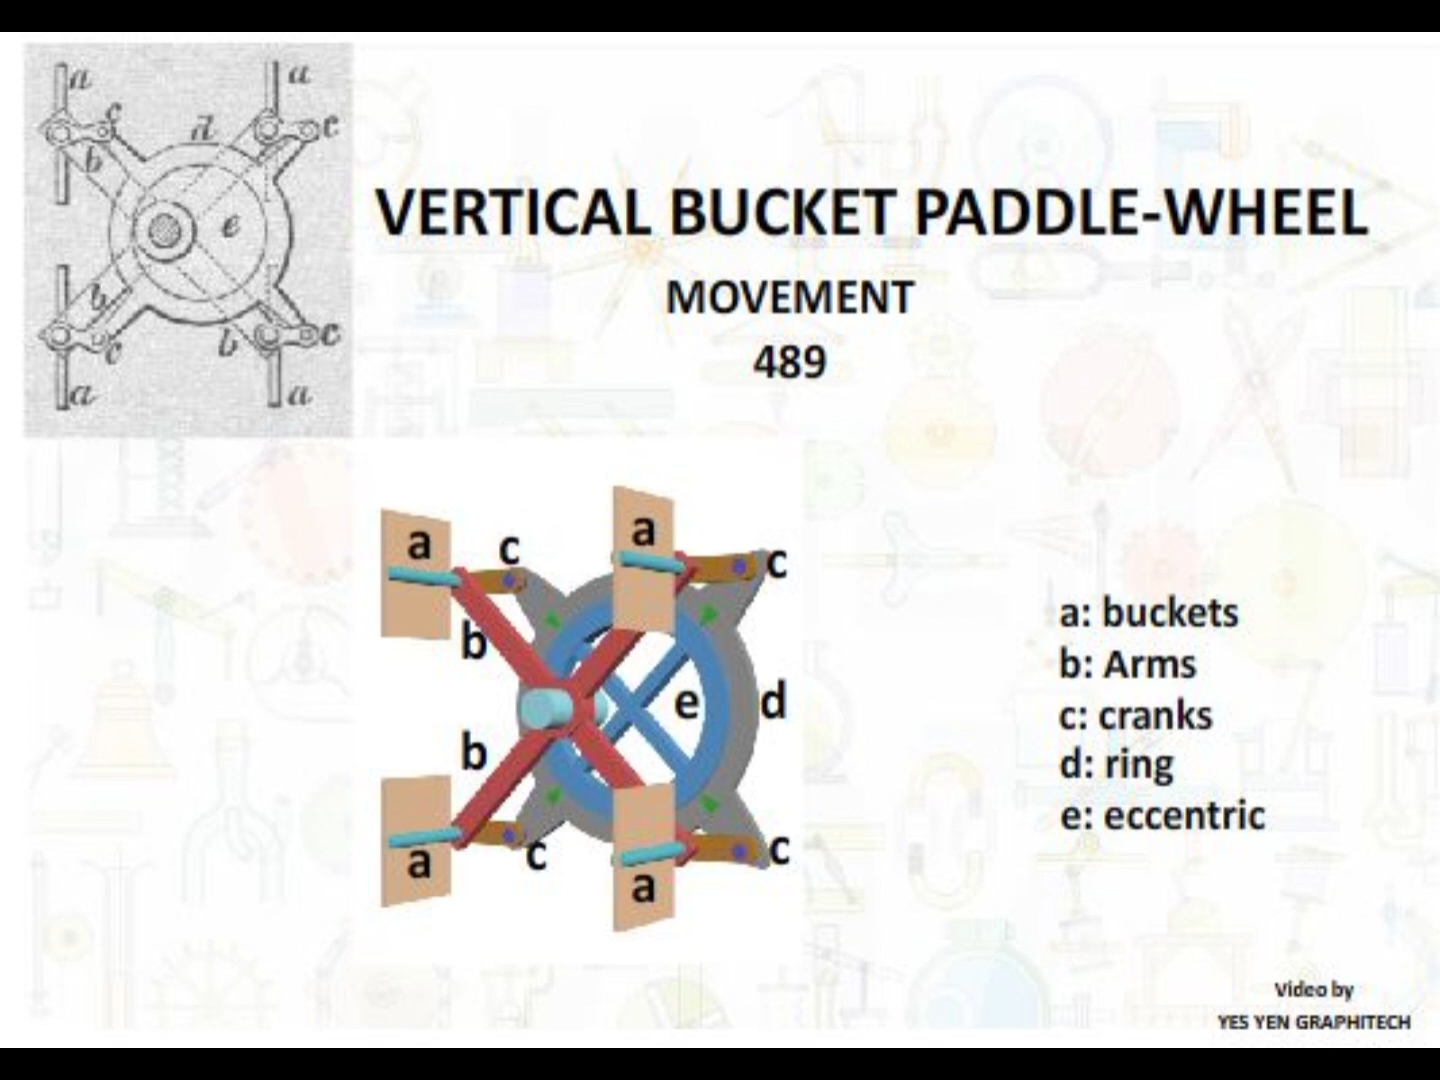 a
a
c
c
d
b
e
b
b
c
c
a
a
VERTICAL BUCKET PADDLE-WHEEL
MOVEMENT
489
a
a
c
c
b
e
d
b
c
c
a
a
a: buckets
b: Arms
c: cranks
d: ring
e: eccentric
Video by
YES YEN GRAPHITECH